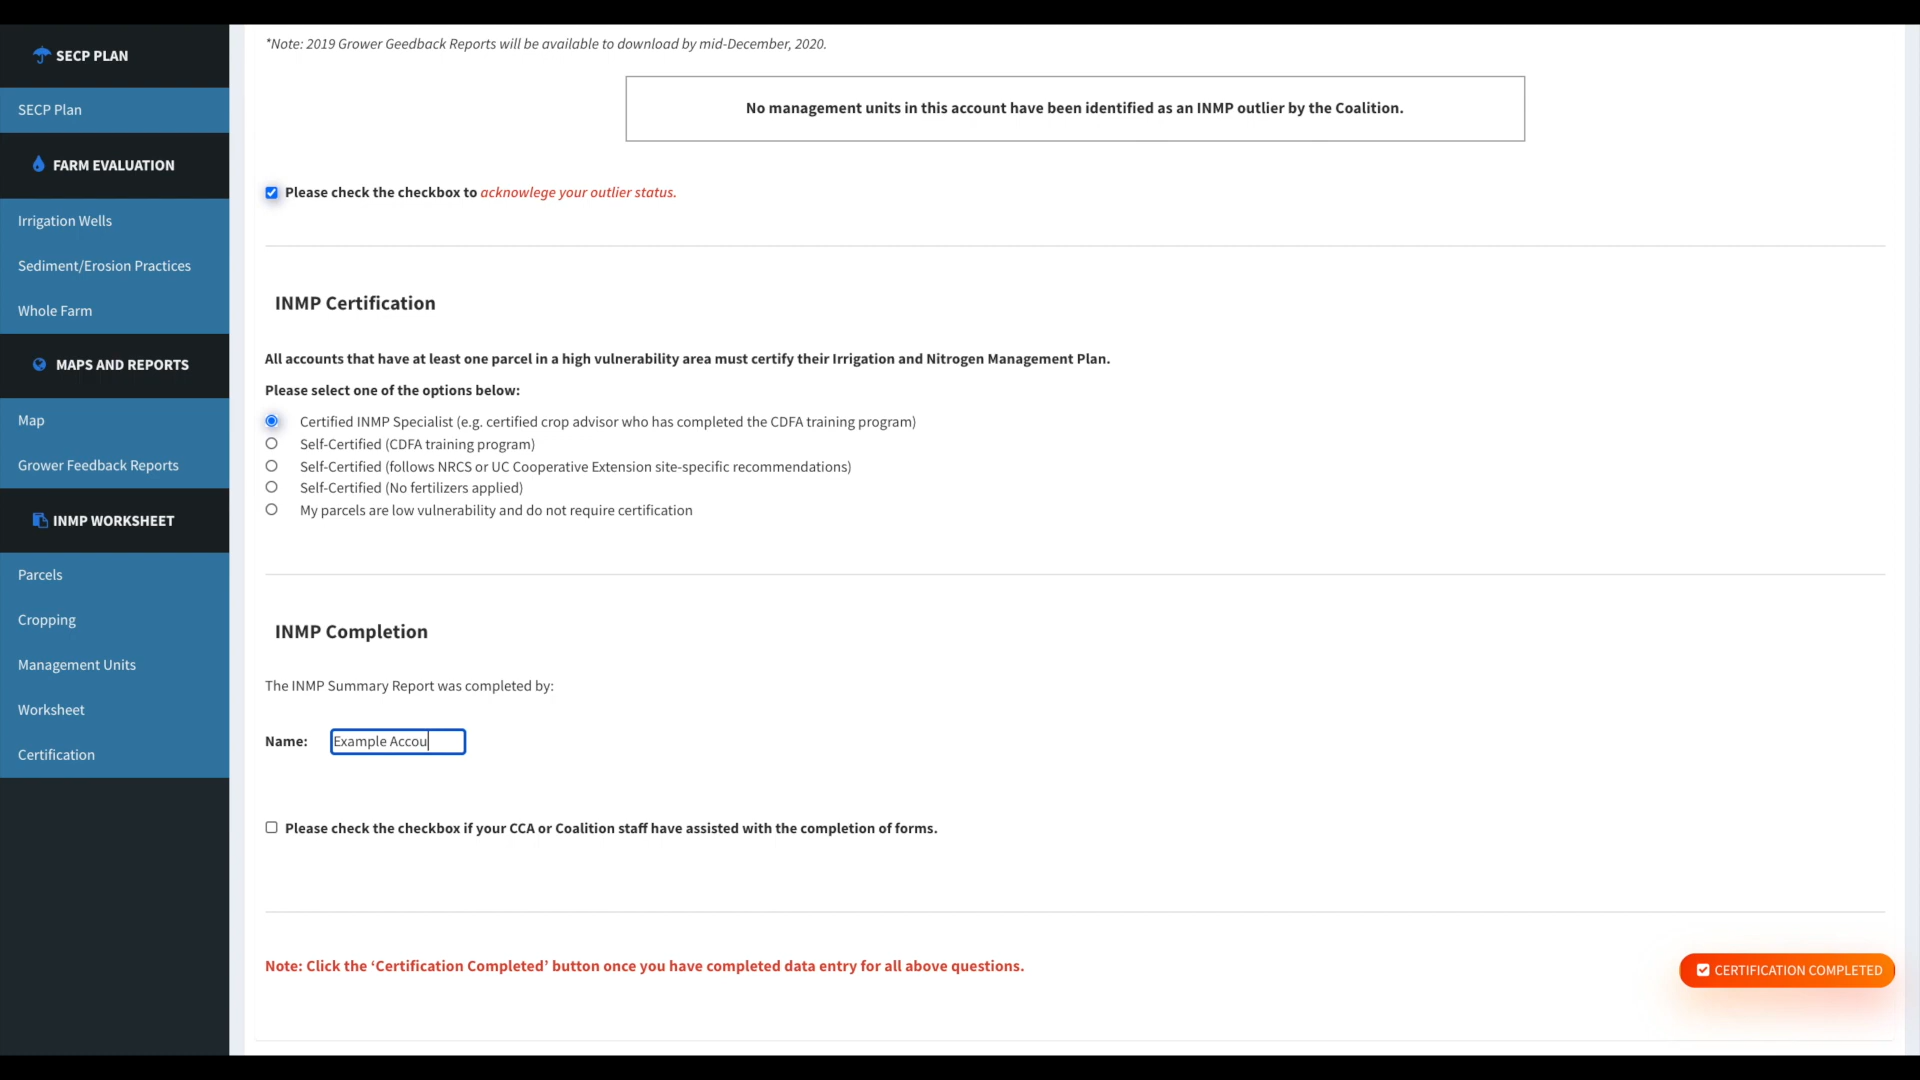 SECP PLAN
SECP Plan
FARM EVALUATION
Irrigation Wells
Sediment/Erosion Practices
Whole Farm
MAPS AND REPORTS
Map
Grower Feedback Reports
INMP WORKSHEET
Parcels
Cropping
Management Units
Worksheet
Certification
*Note: 2019 Grower Geedback Reports will be available to download by mid-December, 2020.
No management units in this account have been identified as an INMP outlier by the Coalition.
Please check the checkbox to acknowlege your outlier status.
INMP Certification
All accounts that have at least one parcel in a high vulnerability area must certify their Irrigation and Nitrogen Management Plan.
Please select one of the options below:
Certified INMP Specialist (e.g. certified crop advisor who has completed the CDFA training program)
Self-Certified (CDFA training program)
Self-Certified (follows NRCS or UC Cooperative Extension site-specific recommendations)
Self-Certified (No fertilizers applied)
My parcels are low vulnerability and do not require certification
INMP Completion
The INMP Summary Report was completed by:
Name: Example Accou
Please check the checkbox if your CCA or Coalition staff have assisted with the completion of forms.
Note: Click the ‘Certification Completed’ button once you have completed data entry for all above questions.
CERTIFICATION COMPLETED